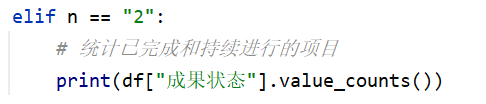 elif n == "2":
    # 统计已完成和持续进行的项目
    print(df["成果状态"].value_counts())